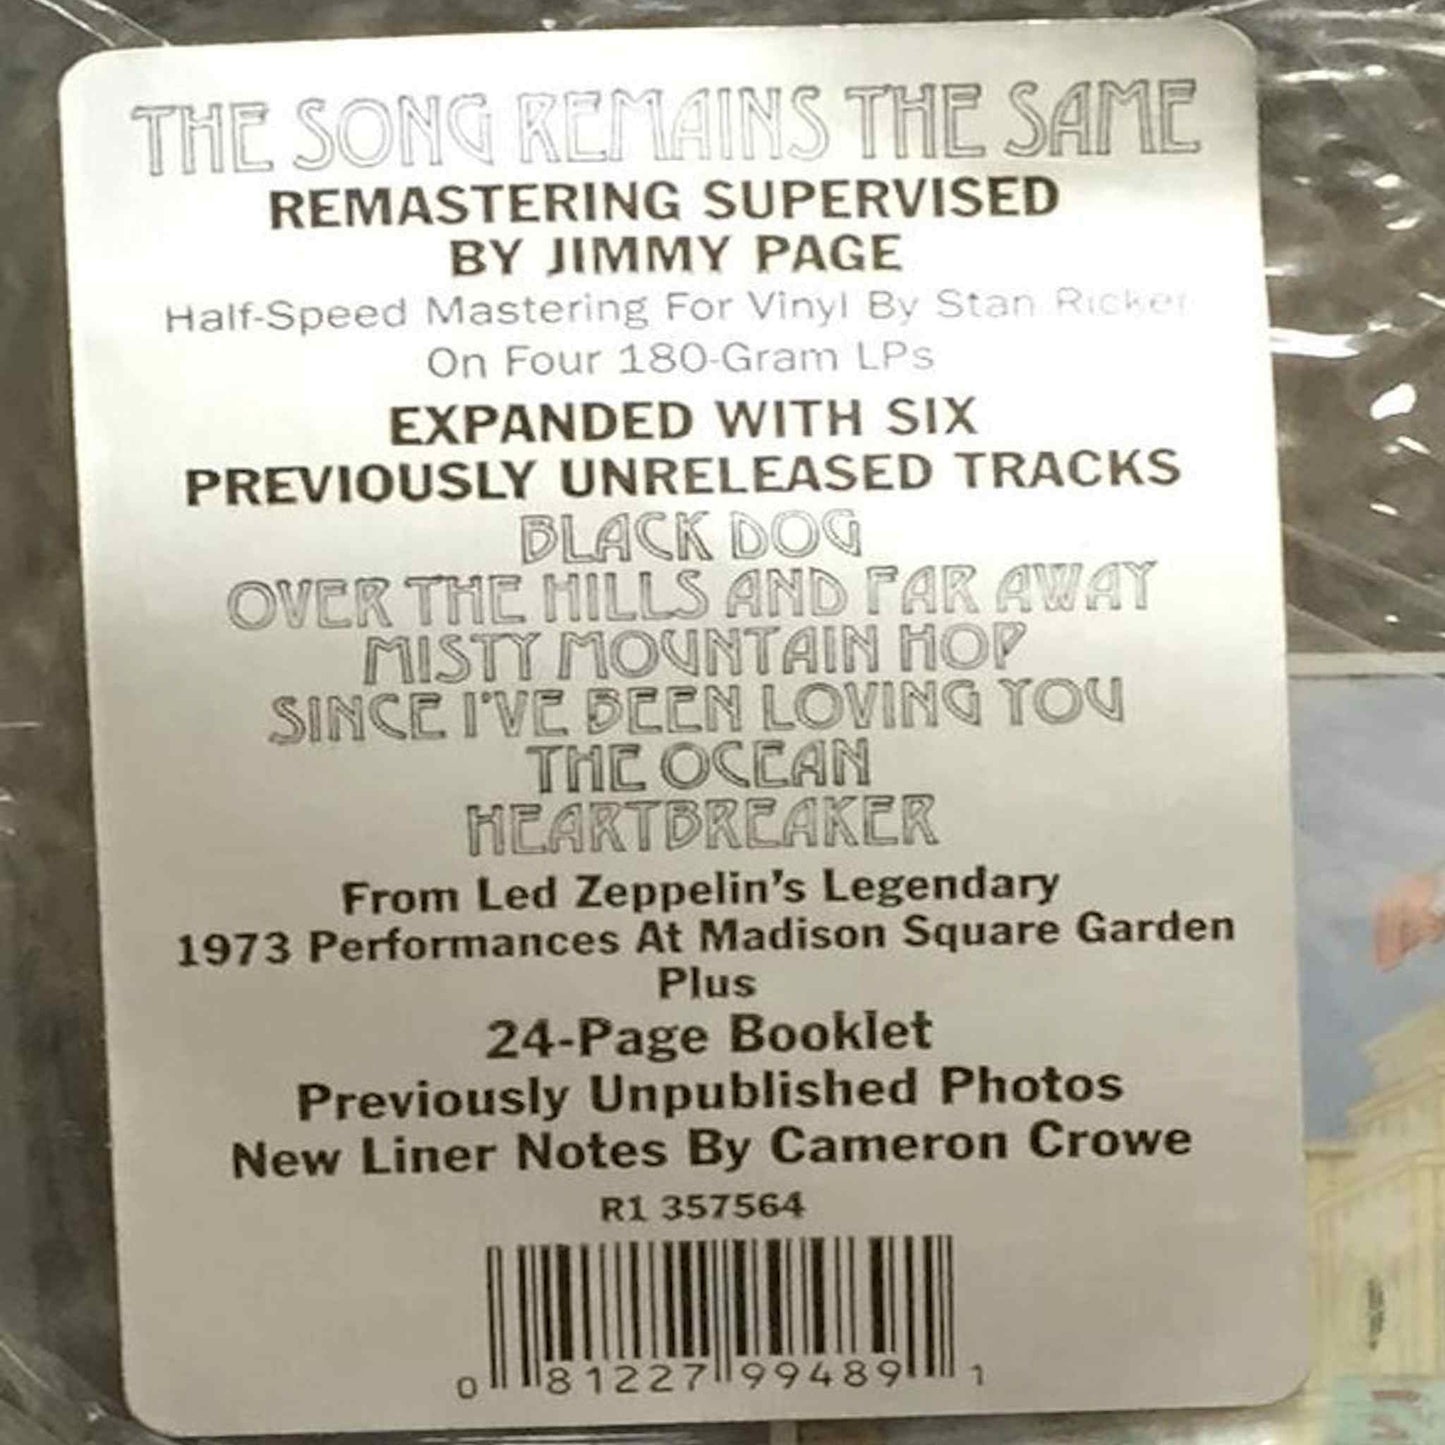 THE SONG REMAINS THE SAME
REMASTERING SUPERVISED
BY JIMMY PAGE
Half-Speed Mastering For Vinyl By Stan Ricker
On Four 180-Gram LPs
EXPANDED WITH SIX
PREVIOUSLY UNRELEASED TRACKS
BLACK DOG
OVER THE HILLS AND FAR AWAY
MISTY MOUNTAIN HOP
SINCE I'VE BEEN LOVING YOU
THE OCEAN
HEARTBREAKER
From Led Zeppelin's Legendary
1973 Performances At Madison Square Garden
Plus
24-Page Booklet
Previously Unpublished Photos
New Liner Notes By Cameron Crowe
R1 357564
0 81227 99489 1